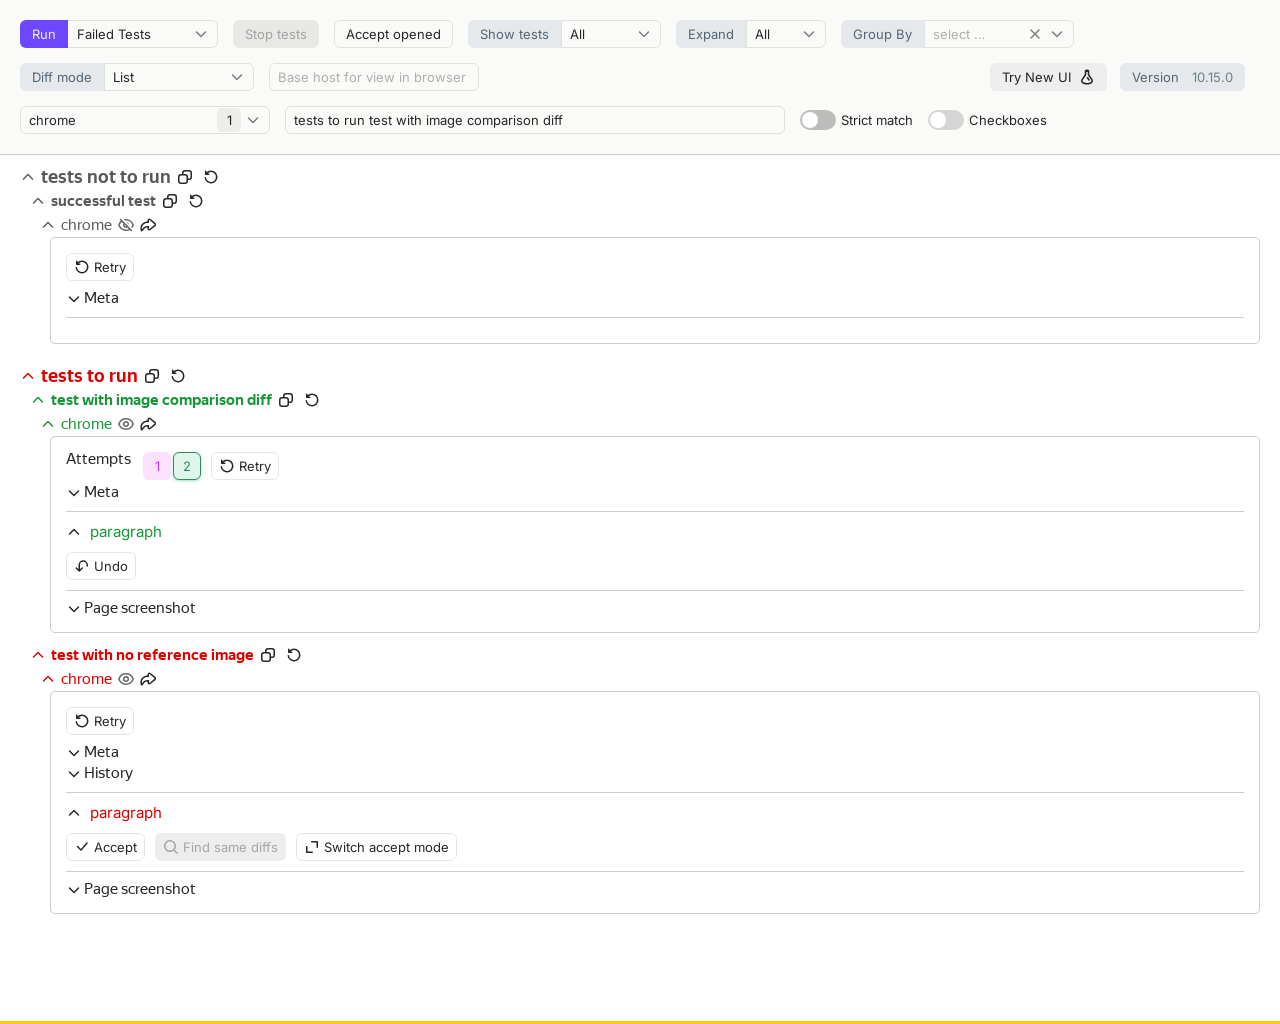 Run Failed Tests Stop tests Accept opened Show tests All Expand All Group By select ...
Diff mode List Base host for view in browser Try New UI Version 10.15.0
chrome 1 tests to run test with image comparison diff Strict match Checkboxes
tests not to run
successful test
chrome
Retry
Meta
tests to run
test with image comparison diff
chrome
Attempts 1 2 Retry
Meta
paragraph
Undo
Page screenshot
test with no reference image
chrome
Retry
Meta
History
paragraph
Accept Find same diffs Switch accept mode
Page screenshot